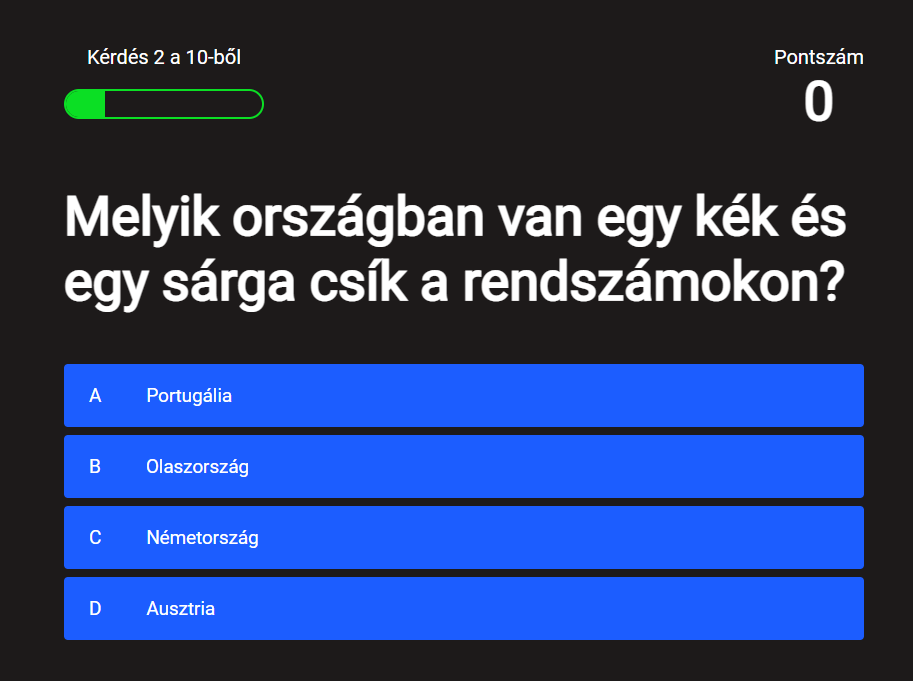 Kérdés 2 a 10-ből
Pontszám
0
Melyik országban van egy kék és
egy sárga csík a rendszámokon?
A Portugália
B Olaszország
C Németország
D Ausztria